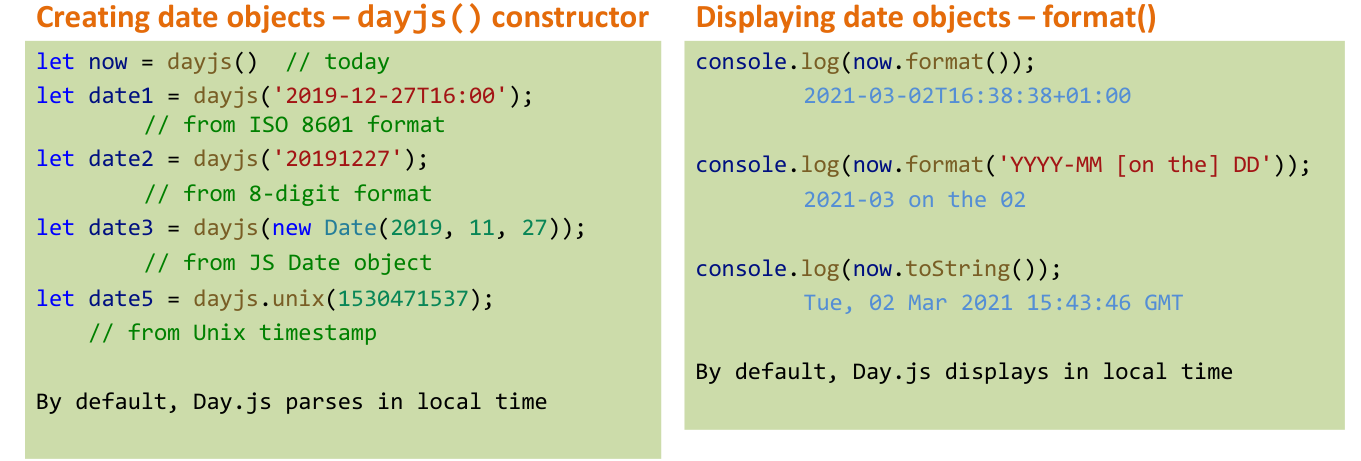 Creating date objects – dayjs() constructor
let now = dayjs()  // today
let date1 = dayjs('2019-12-27T16:00');
// from ISO 8601 format
let date2 = dayjs('20191227');
// from 8-digit format
let date3 = dayjs(new Date(2019, 11, 27));
// from JS Date object
let date5 = dayjs.unix(1530471537);
// from Unix timestamp
By default, Day.js parses in local time
Displaying date objects – format()
console.log(now.format());
2021-03-02T16:38:38+01:00
console.log(now.format('YYYY-MM [on the] DD'));
2021-03 on the 02
console.log(now.toString());
Tue, 02 Mar 2021 15:43:46 GMT
By default, Day.js displays in local time